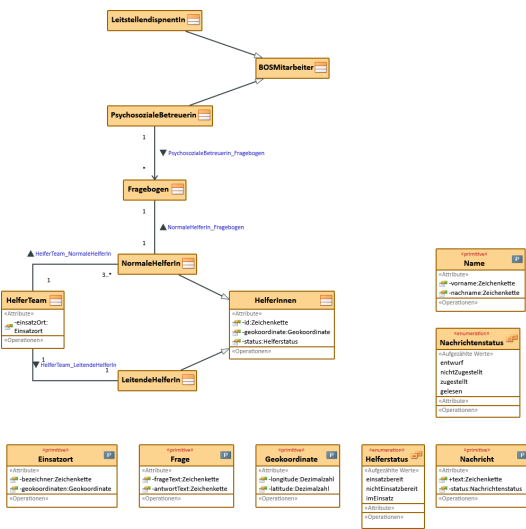 LeitstellendispnentIn
BOSMitarbeiter
PsychosozialeBetreuerin
1
PsychosozialeBetreuerin_Fragebogen
*
Fragebogen
1
NormaleHelferIn_Fragebogen
1
HelferTeam_NormaleHelferIn
NormaleHelferIn
3..*
1
HelferTeam
«Attribute»
-einsatzOrt:
Einsatzort
«Operationen»
HelferInnen
«Attribute»
-id:Zeichenkette
-geokoordinate:Geokoordinate
-status:Helferstatus
«Operationen»
1
HelferTeam_LeitendeHelferIn
1
LeitendeHelferIn
«primitive»
P
Name
«Attribute»
-vorname:Zeichenkette
-nachname:Zeichenkette
«Operationen»
«enumeration»
Nachrichtenstatus
«Aufgezählte Werte»
entwurf
nichtZugestellt
zugestellt
gelesen
«Attribute»
«Operationen»
«primitive»
P
Einsatzort
«Attribute»
-bezeichner:Zeichenkette
-geokoordinaten:Geokoordinate
«Operationen»
«primitive»
P
Frage
«Attribute»
-frageText:Zeichenkette
-antwortText:Zeichenkette
«Operationen»
«primitive»
P
Geokoordinate
«Attribute»
-longitude:Dezimalzahl
-latitude:Dezimalzahl
«Operationen»
«enumeration»
Helferstatus
«Aufgezählte Werte»
einsatzbereit
nichtEinsatzbereit
imEinsatz
«Attribute»
«Operationen»
«primitive»
P
Nachricht
«Attribute»
+text:Zeichenkette
-status:Nachrichtenstatus
«Operationen»